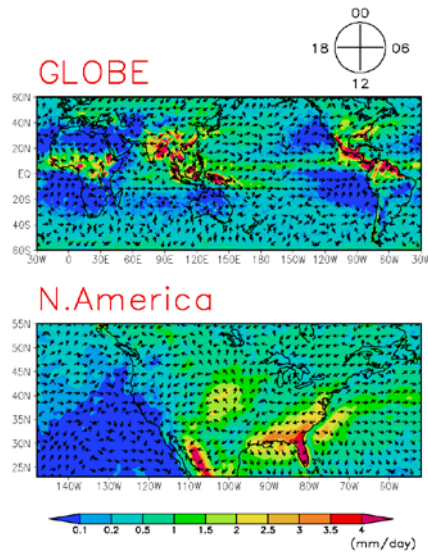 00
18 06
12
GLOBE
60N
40N
20N
EQ
20S
40S
60S
30W 0 30E 60E 90E 120E 150E 180 150W 120W 90W 60W 30W
N.America
55N
50N
45N
40N
35N
30N
25N
140W 130W 120W 110W 100W 90W 80W 70W 60W
0.1 0.2 0.5 1 1.5 2 2.5 3 3.5 4
(mm/day)